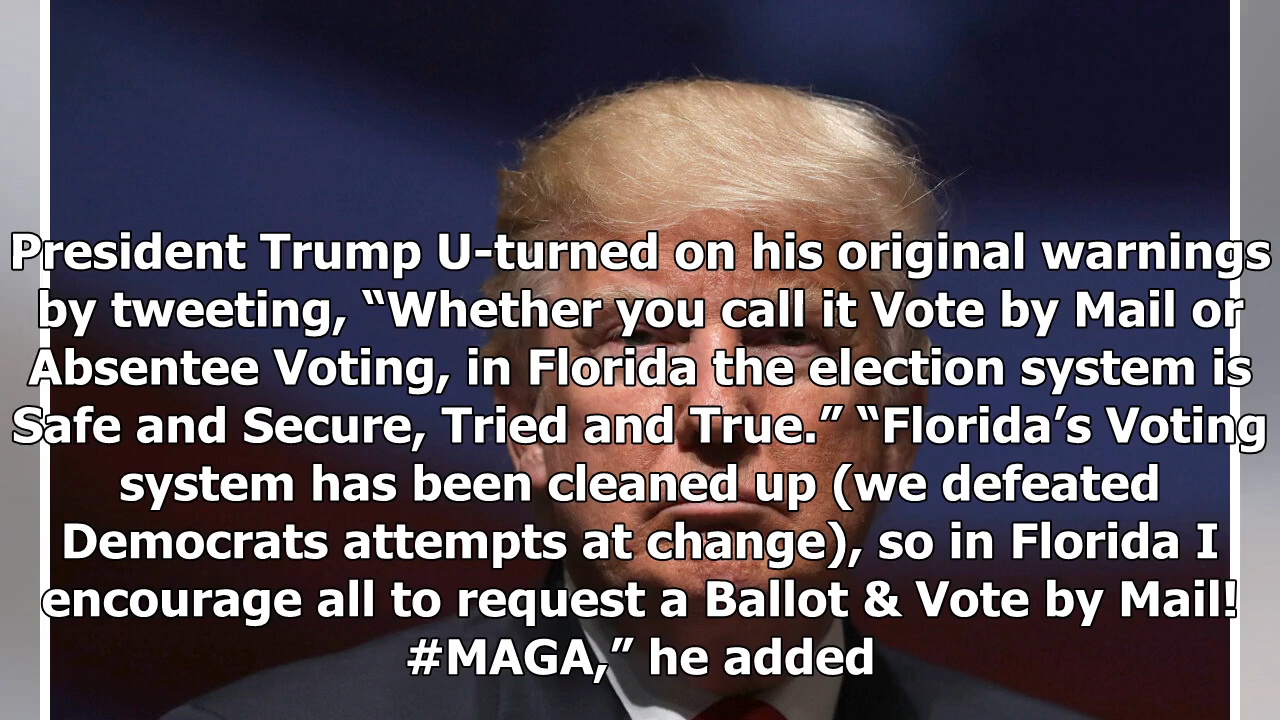 President Trump U-turned on his original warnings
by tweeting, “Whether you call it Vote by Mail or
Absentee Voting, in Florida the election system is
Safe and Secure, Tried and True.” “Florida’s Voting
system has been cleaned up (we defeated
Democrats attempts at change), so in Florida I
encourage all to request a Ballot & Vote by Mail!
#MAGA,” he added